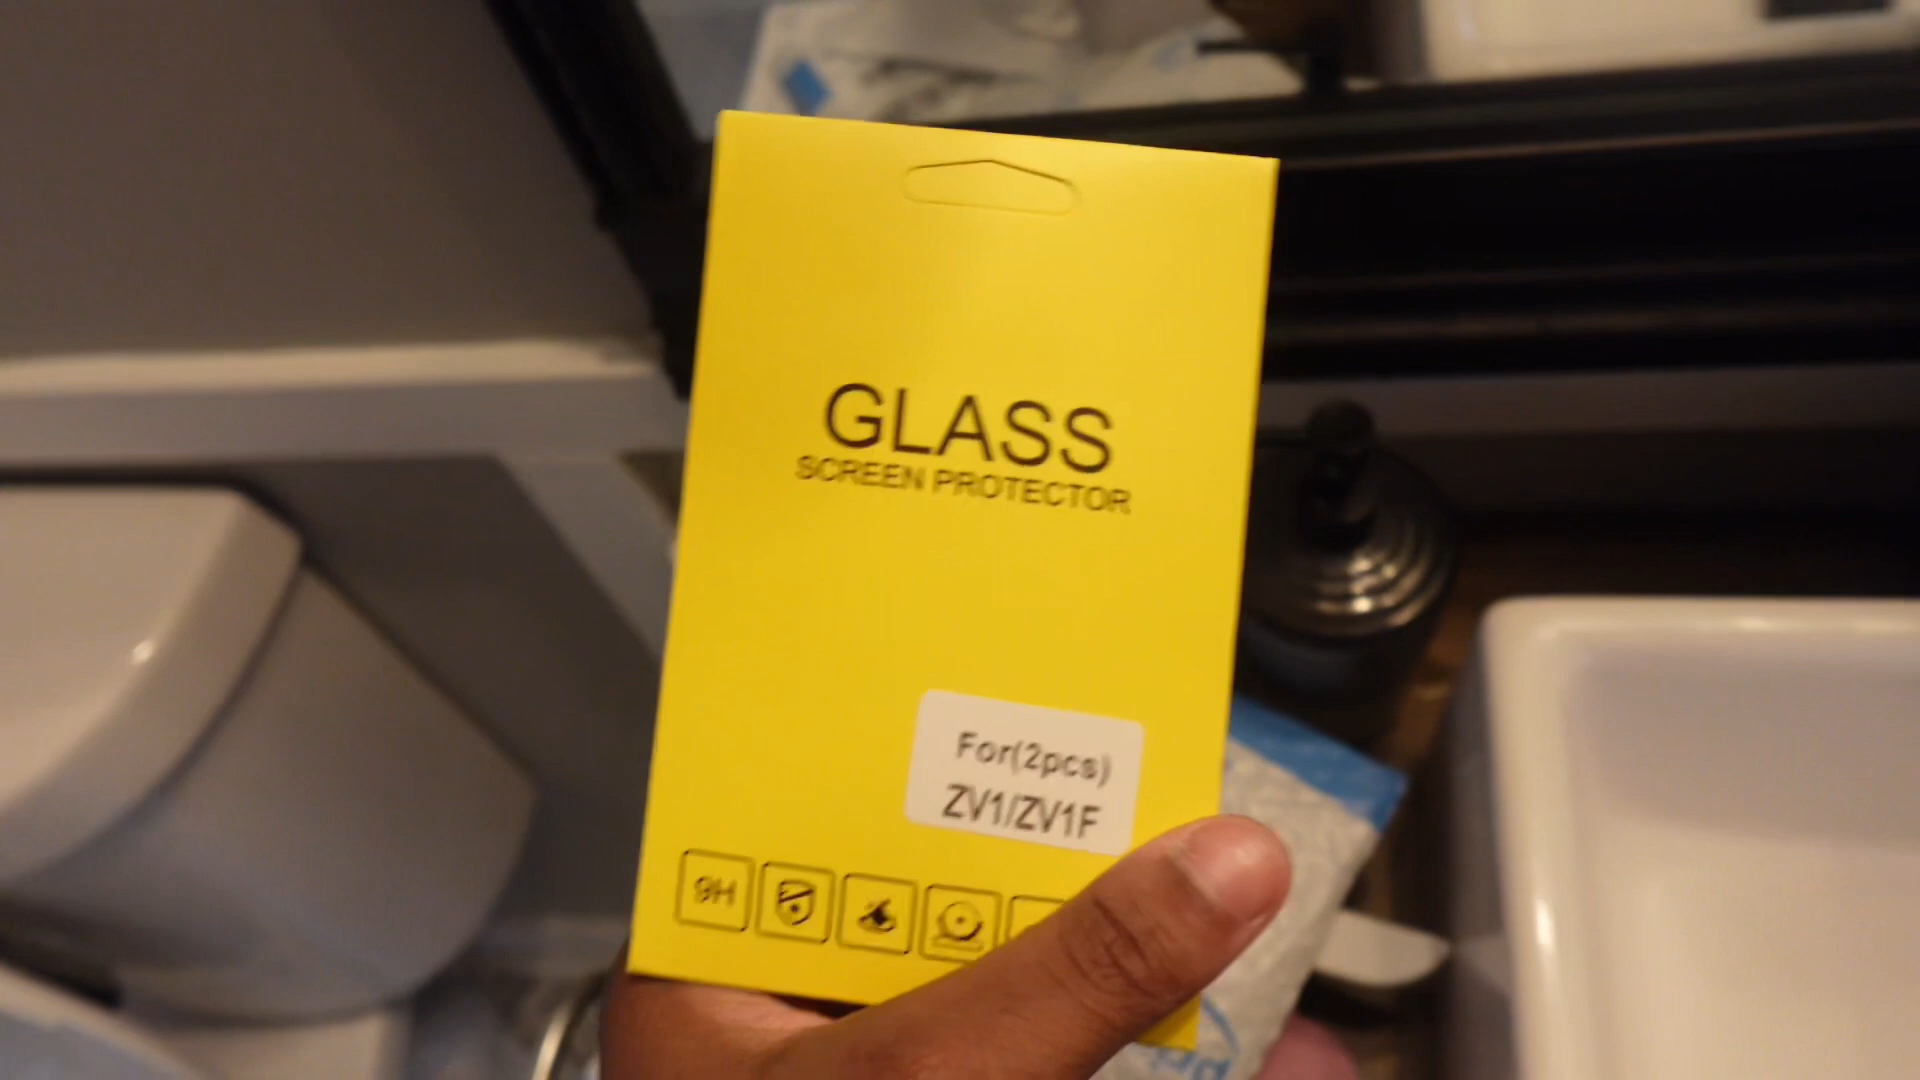 GLASS
SCREEN PROTECTOR
For(2pcs)
ZV1/ZV1F
9H